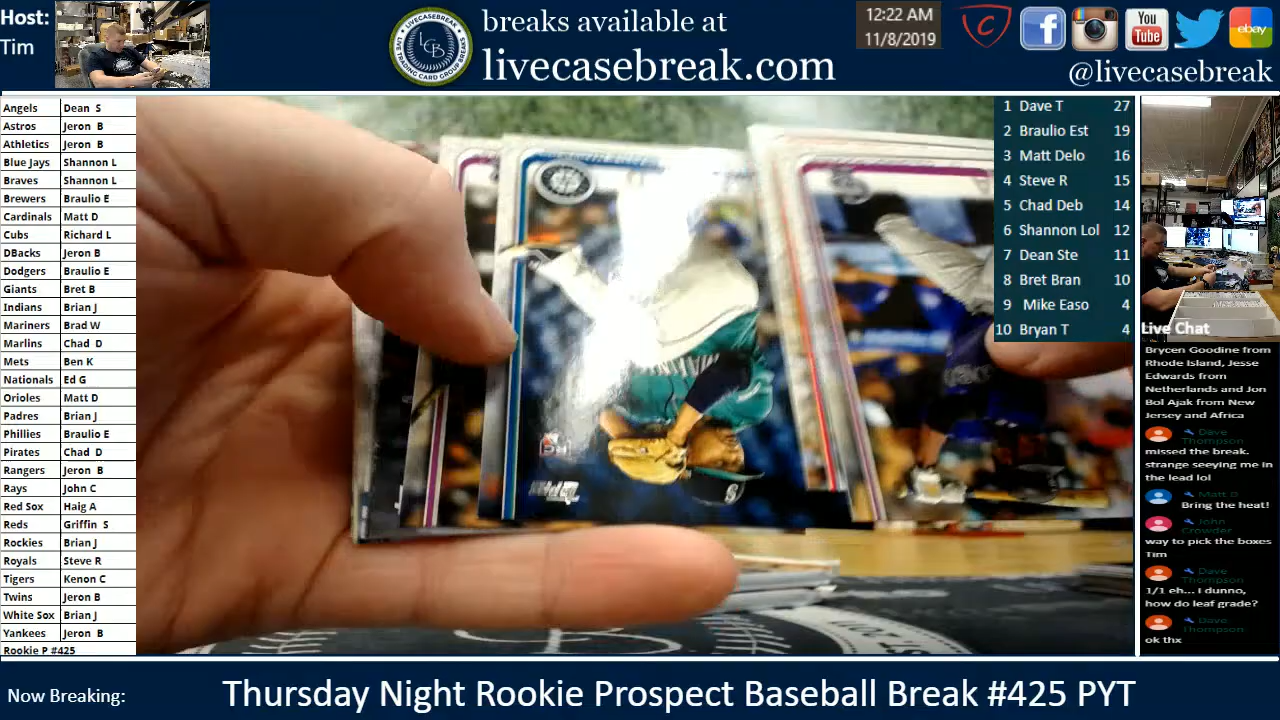 Host:
Tim
breaks available at
livecasebreak.com
12:22 AM
11/8/2019
You
Tube
ebay
@livecasebreak
LCB
Angels Dean S
Astros Jeron B
Athletics Jeron B
Blue Jays Shannon L
Braves Shannon L
Brewers Braulio E
Cardinals Matt D
Cubs Richard L
DBacks Jeron B
Dodgers Braulio E
Giants Bret B
Indians Brian J
Mariners Brad W
Marlins Chad D
Mets Ben K
Nationals Ed G
Orioles Matt D
Padres Brian J
Phillies Braulio E
Pirates Chad D
Rangers Jeron B
Rays John C
Red Sox Haig A
Reds Griffin S
Rockies Brian J
Royals Steve R
Tigers Kenon C
Twins Jeron B
White Sox Brian J
Yankees Jeron B
Rookie P #425
1 Dave T 27
2 Braulio Est 19
3 Matt Delo 16
4 Steve R 15
5 Chad Deb 14
6 Shannon Lol 12
7 Dean Ste 11
8 Bret Bran 10
9 Mike Easo 4
10 Bryan T 4
Live Chat
Brycen Goodine from
Rhode Island, Jesse
Edwards from
Netherlands and Jon
Bol Ajak from New
Jersey and Africa
Dave
Thompson
missed the break.
strange seeying me in
the lead lol
Matt D
Bring the heat!
John
Crowder
way to pick the boxes
Tim
Dave
Thompson
1/1 eh... I dunno,
how do leaf grade?
Dave
Thompson
ok thx
Now Breaking:
Thursday Night Rookie Prospect Baseball Break #425 PYT